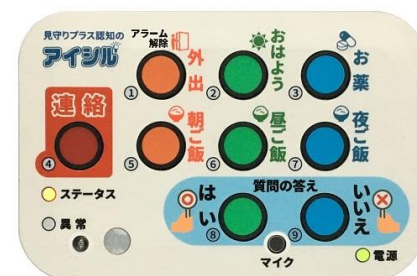 見守りプラス認知の
アイシル
アラーム
解除
① 外出
② おはよう
③ お薬
連絡
④
⑤ 朝ご飯
⑥ 昼ご飯
⑦ 夜ご飯
ステータス
異常
質問の答え
はい
いいえ
⑧
⑨
マイク
電源